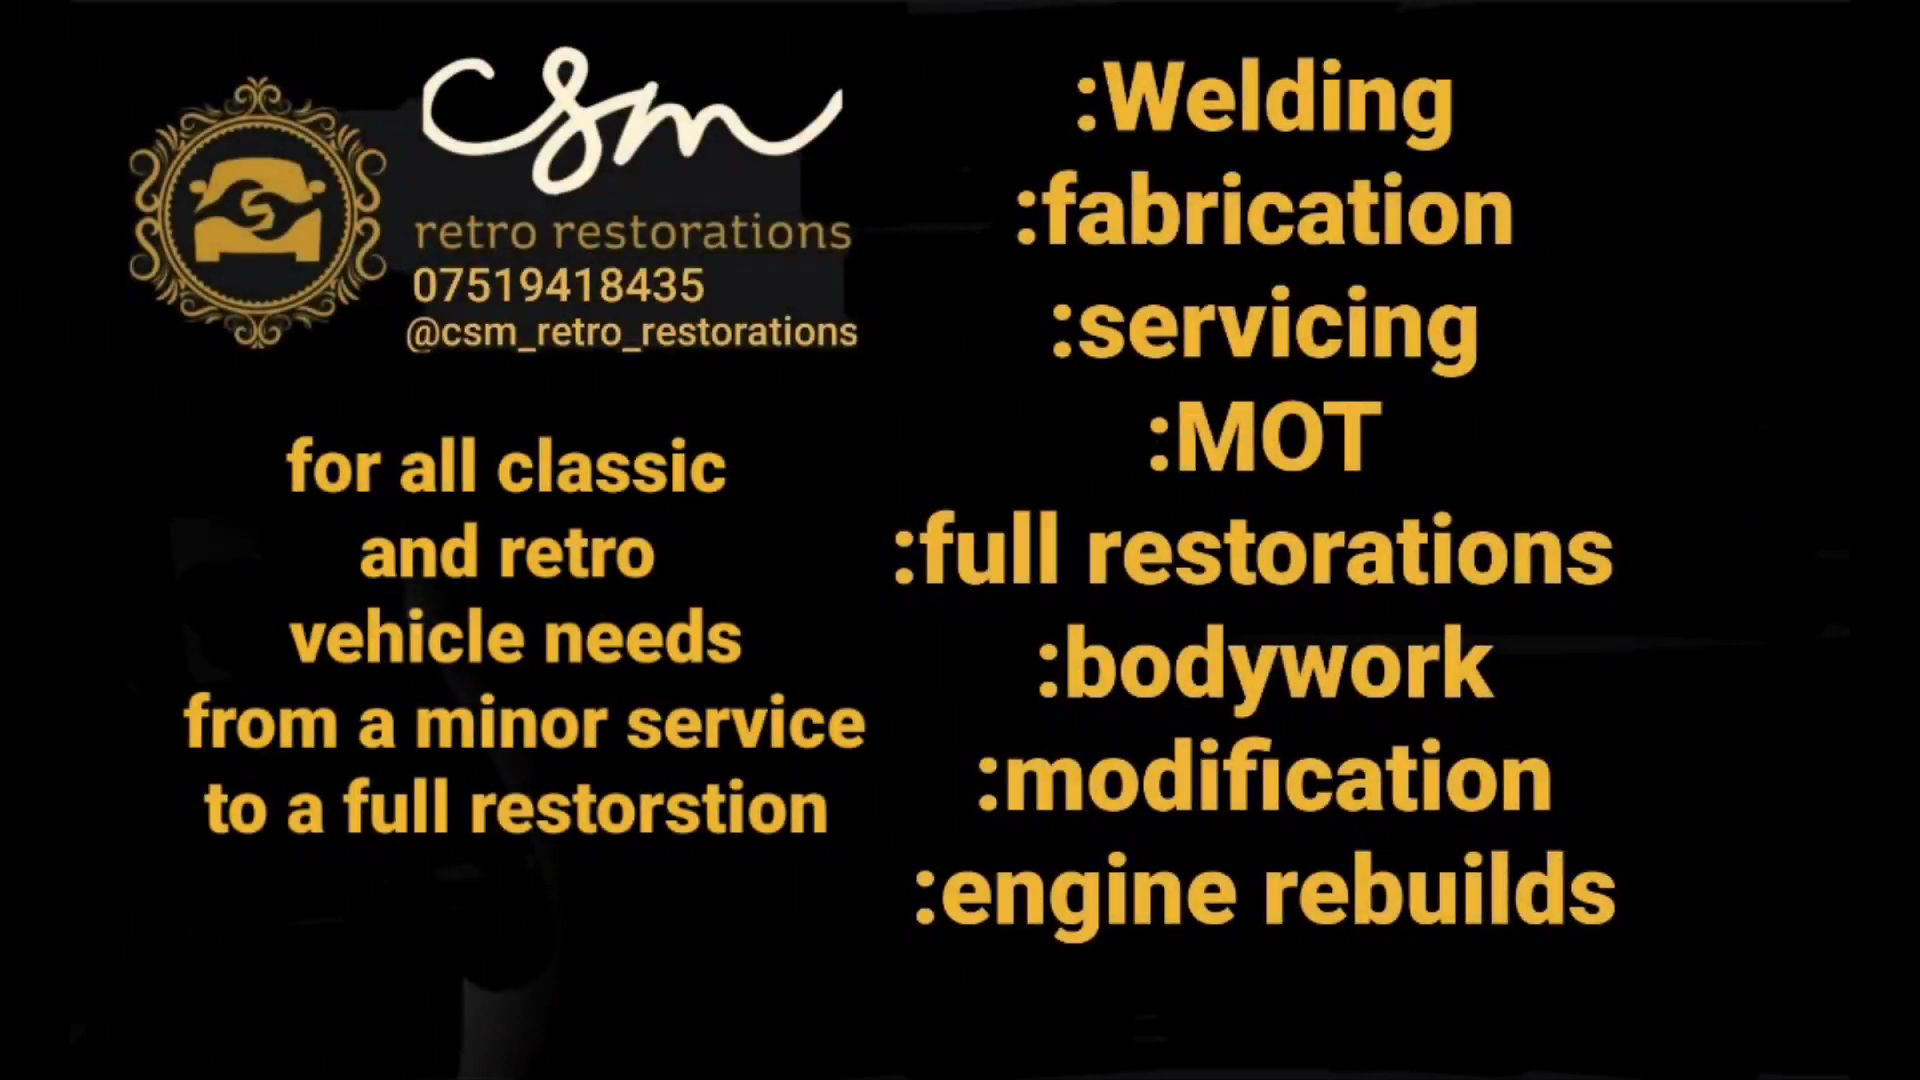 csm
retro restorations
07519418435
@csm_retro_restorations
for all classic
and retro
vehicle needs
from a minor service
to a full restorstion
:Welding
:fabrication
:servicing
:MOT
:full restorations
:bodywork
:modification
:engine rebuilds